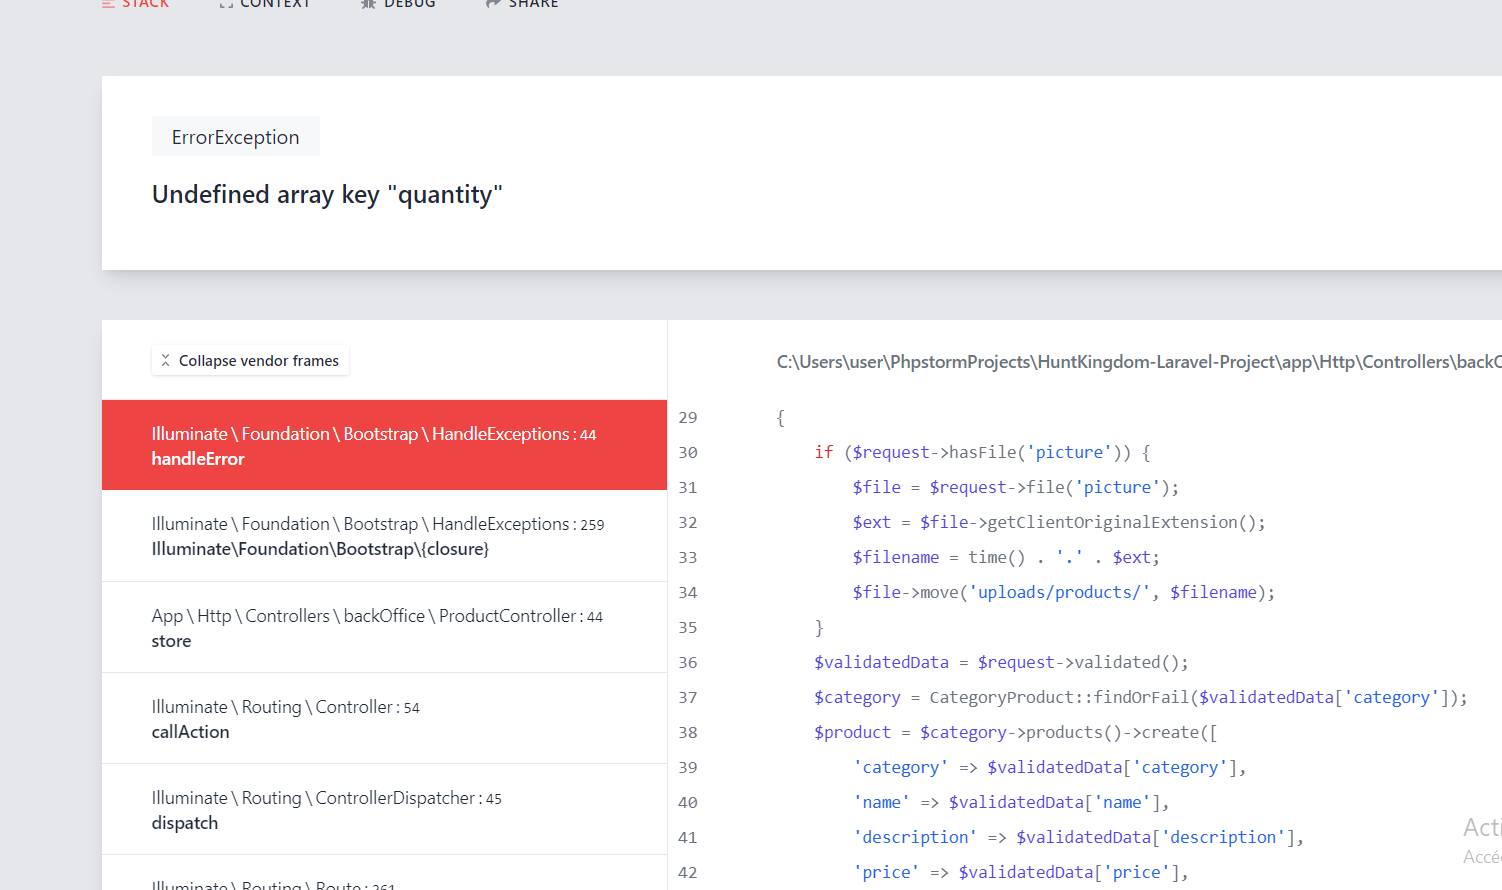 STACK CONTEXT DEBUG SHARE
ErrorException
Undefined array key "quantity"
Collapse vendor frames
Illuminate \ Foundation \ Bootstrap \ HandleExceptions : 44
handleError
Illuminate \ Foundation \ Bootstrap \ HandleExceptions : 259
Illuminate\Foundation\Bootstrap\{closure}
App \ Http \ Controllers \ backOffice \ ProductController : 44
store
Illuminate \ Routing \ Controller : 54
callAction
Illuminate \ Routing \ ControllerDispatcher : 45
dispatch
Illuminate \ Routing \ Route : 261
C:\Users\user\PhpstormProjects\HuntKingdom-Laravel-Project\app\Http\Controllers\backO
29 {
30 if ($request->hasFile('picture')) {
31 $file = $request->file('picture');
32 $ext = $file->getClientOriginalExtension();
33 $filename = time() . '.' . $ext;
34 $file->move('uploads/products/', $filename);
35 }
36 $validatedData = $request->validated();
37 $category = CategoryProduct::findOrFail($validatedData['category']);
38 $product = $category->products()->create([
39 'category' => $validatedData['category'],
40 'name' => $validatedData['name'],
41 'description' => $validatedData['description'],
42 'price' => $validatedData['price'],
Acti
Accé